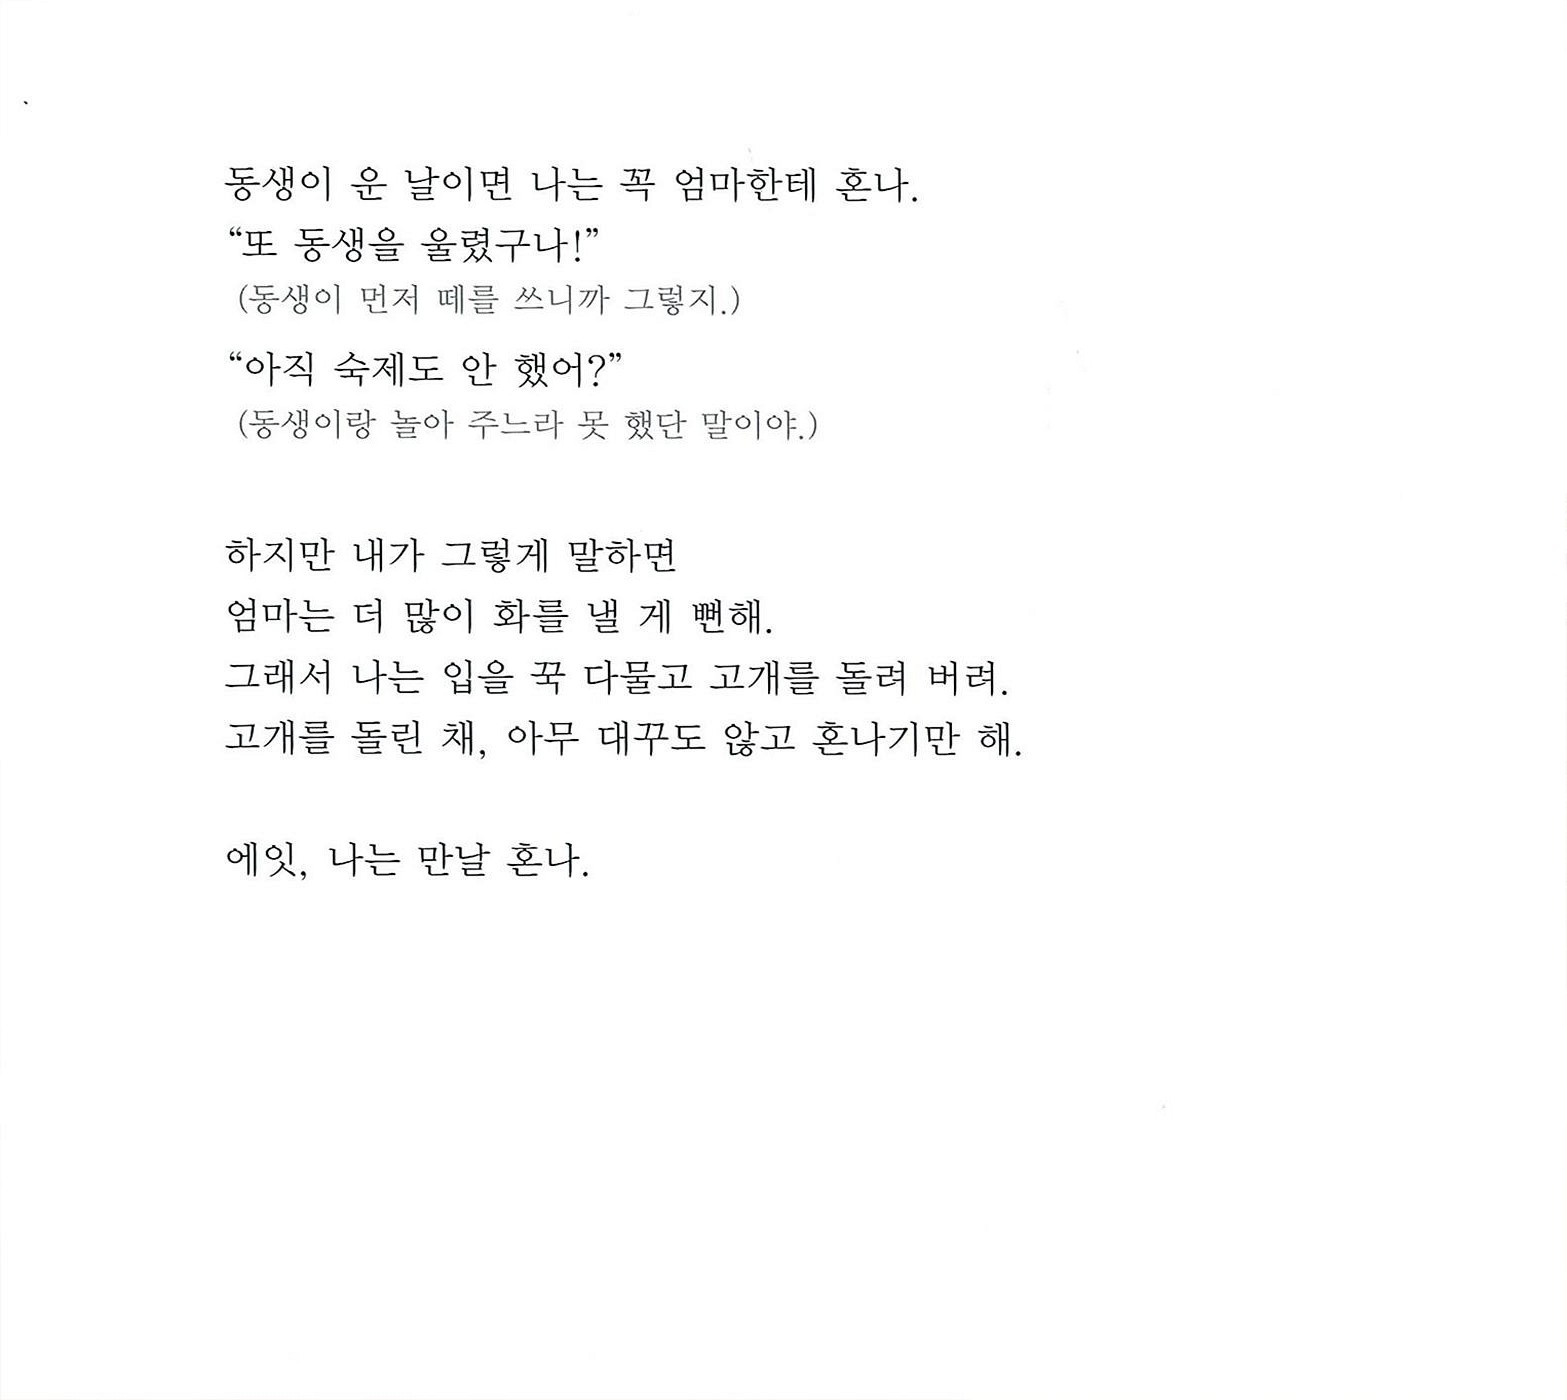 동생이 운 날이면 나는 꼭 엄마한테 혼나.
“또 동생을 울렸구나!”
(동생이 먼저 떼를 쓰니까 그렇지.)
“아직 숙제도 안 했어?”
(동생이랑 놀아 주느라 못 했단 말이야.)
하지만 내가 그렇게 말하면
엄마는 더 많이 화를 낼 게 뻔해.
그래서 나는 입을 꾹 다물고 고개를 돌려 버려.
고개를 돌린 채, 아무 대꾸도 않고 혼나기만 해.
에잇, 나는 만날 혼나.